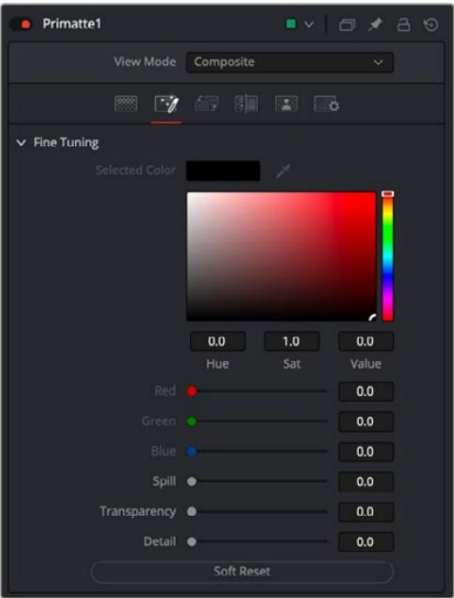 Primatte1
View Mode Composite
Fine Tuning
Selected Color
0.0 1.0 0.0
Hue Sat Value
Red 0.0
Green 0.0
Blue 0.0
Spill 0.0
Transparency 0.0
Detail 0.0
Soft Reset